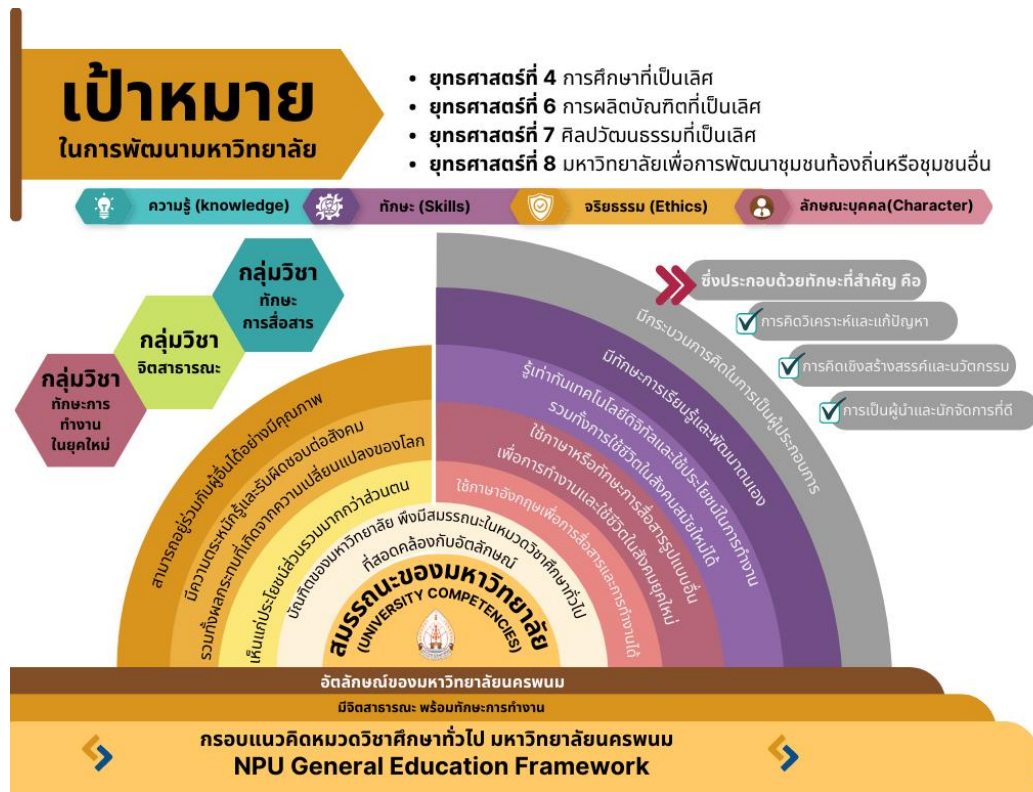 เป้าหมาย
ในการพัฒนามหาวิทยาลัย
• ยุทธศาสตร์ที่ 4 การศึกษาที่เป็นเลิศ
• ยุทธศาสตร์ที่ 6 การผลิตบัณฑิตที่เป็นเลิศ
• ยุทธศาสตร์ที่ 7 ศิลปวัฒนธรรมที่เป็นเลิศ
• ยุทธศาสตร์ที่ 8 มหาวิทยาลัยเพื่อการพัฒนาชุมชนท้องถิ่นหรือชุมชนอื่น
ความรู้ (knowledge)
ทักษะ (Skills)
จริยธรรม (Ethics)
ลักษณะบุคคล(Character)
กลุ่มวิชา
ทักษะ
การสื่อสาร
กลุ่มวิชา
จิตสาธารณะ
กลุ่มวิชา
ทักษะการ
ทำงาน
ในยุคใหม่
ซึ่งประกอบด้วยทักษะที่สำคัญ คือ
การคิดวิเคราะห์และแก้ปัญหา
การคิดเชิงสร้างสรรค์และนวัตกรรม
การเป็นผู้นำและนักจัดการที่ดี
สามารถอยู่ร่วมกับผู้อื่นได้อย่างมีคุณภาพ
มีความตระหนักรู้และรับผิดชอบต่อสังคม
รวมทั้งผลกระทบที่เกิดจากความเปลี่ยนแปลงของโลก
เห็นแก่ประโยชน์ส่วนรวมมากกว่าส่วนตน
มีกระบวนการคิดในการเป็นผู้ประกอบการ
มีทักษะการเรียนรู้และพัฒนาตนเอง
รู้เท่าทันเทคโนโลยีดิจิทัลและใช้ประโยชน์ในการทำงาน
รวมทั้งการใช้ชีวิตในสังคมสมัยใหม่ได้
ใช้ภาษาหรือทักษะการสื่อสารรูปแบบอื่น
เพื่อการทำงานและใช้ชีวิตในสังคมยุคใหม่
ใช้ภาษาอังกฤษเพื่อการสื่อสารและการทำงานได้
บัณฑิตของมหาวิทยาลัย พึงมีสมรรถนะในหมวดวิชาศึกษาทั่วไป
ที่สอดคล้องกับอัตลักษณ์
สมรรถนะของมหาวิทยาลัย
(UNIVERSITY COMPETENCIES)
อัตลักษณ์ของมหาวิทยาลัยนครพนม
มีจิตสาธารณะ พร้อมทักษะการทำงาน
กรอบแนวคิดหมวดวิชาศึกษาทั่วไป มหาวิทยาลัยนครพนม
NPU General Education Framework